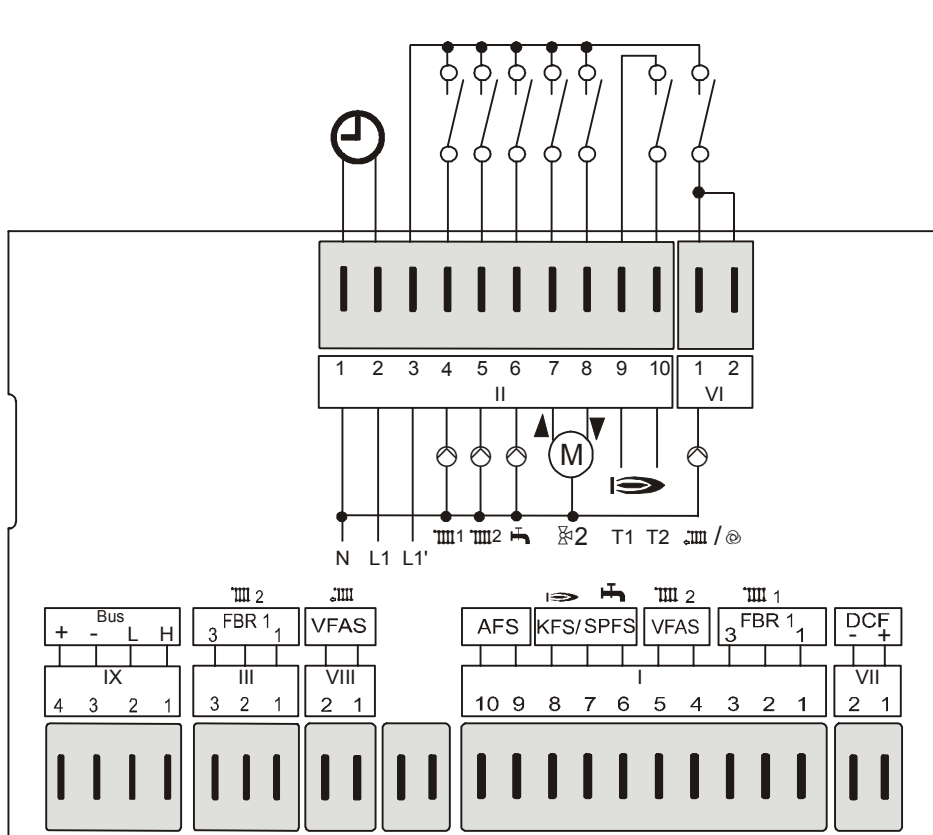 1 2 3 4 5 6 7 8 9 10 1 2
II VI
M
1 2 2 T1 T2 /
N L1 L1'
2 2 1
Bus FBR 1 VFAS AFS KFS/ SPFS VFAS FBR 1 DCF
+ - L H 3 1 3 1 - +
IX III VIII I VII
4 3 2 1 3 2 1 2 1 10 9 8 7 6 5 4 3 2 1 2 1